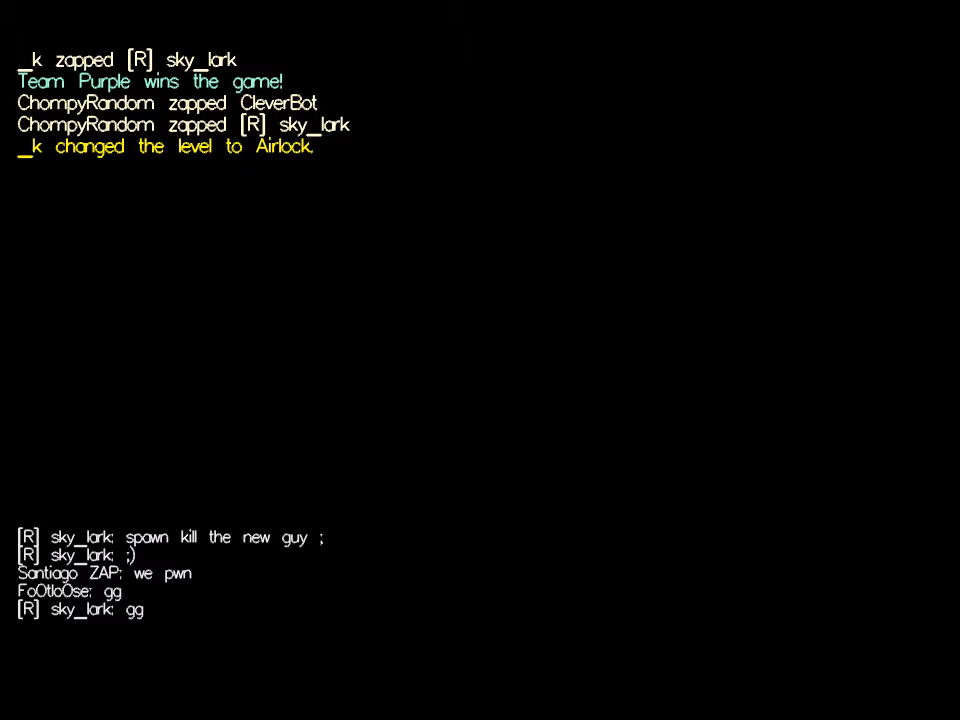 _k zapped [R] sky_lark
Team Purple wins the game!
ChompyRandom zapped CleverBot
ChompyRandom zapped [R] sky_lark
_k changed the level to Airlock.
[R] sky_lark: spawn kill the new guy ;
[R] sky_lark: ;)
Santiago ZAP: we pwn
FoOtloOse: gg
[R] sky_lark: gg